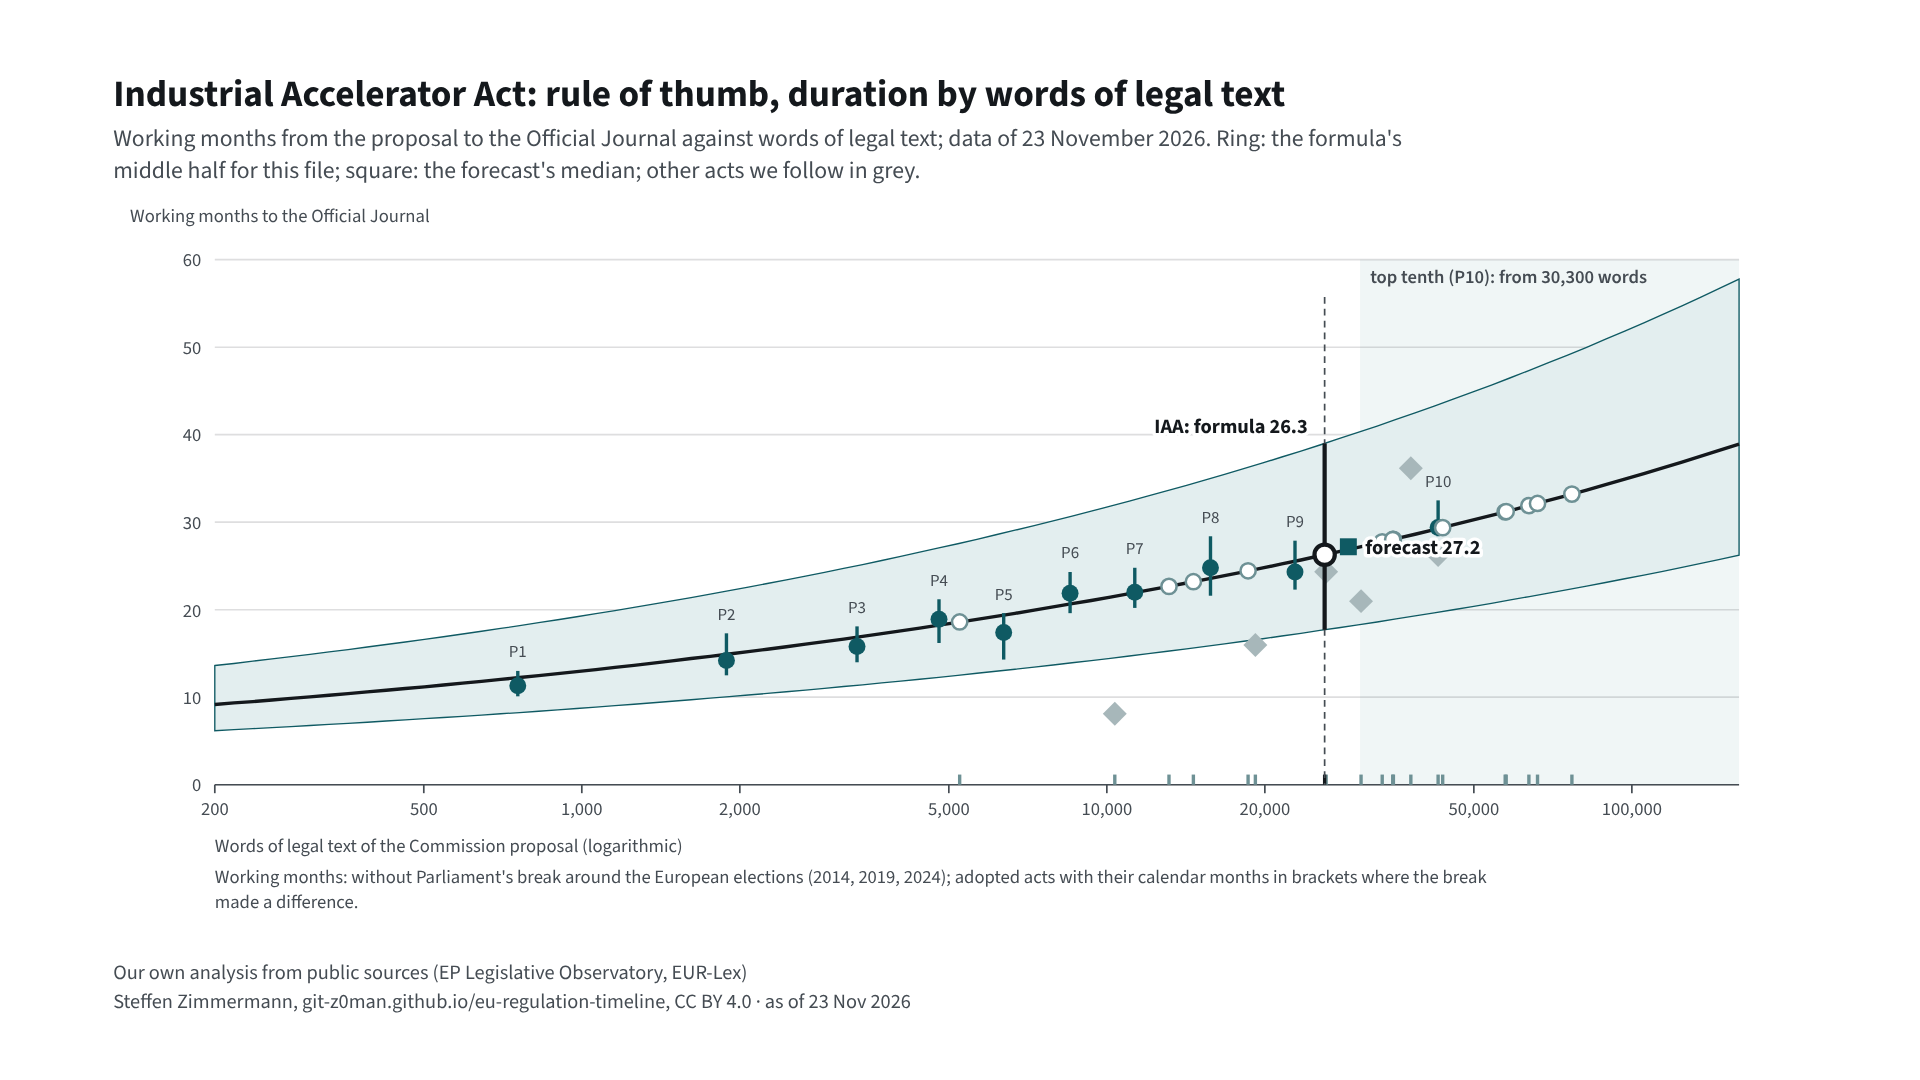 Industrial Accelerator Act: rule of thumb, duration by words of legal text
Working months from the proposal to the Official Journal against words of legal text; data of 23 November 2026. Ring: the formula's
middle half for this file; square: the forecast's median; other acts we follow in grey.
Working months to the Official Journal
60
top tenth (P10): from 30,300 words
50
40
IAA: formula 26.3
P10
30
P8
P9
forecast 27.2
P6
P7
P4
P5
20
P3
P2
P1
10
0
200
500
1,000
2,000
5,000
10,000
20,000
50,000
100,000
Words of legal text of the Commission proposal (logarithmic)
Working months: without Parliament's break around the European elections (2014, 2019, 2024); adopted acts with their calendar months in brackets where the break
made a difference.
Our own analysis from public sources (EP Legislative Observatory, EUR-Lex)
Steffen Zimmermann, git-z0man.github.io/eu-regulation-timeline, CC BY 4.0 · as of 23 Nov 2026